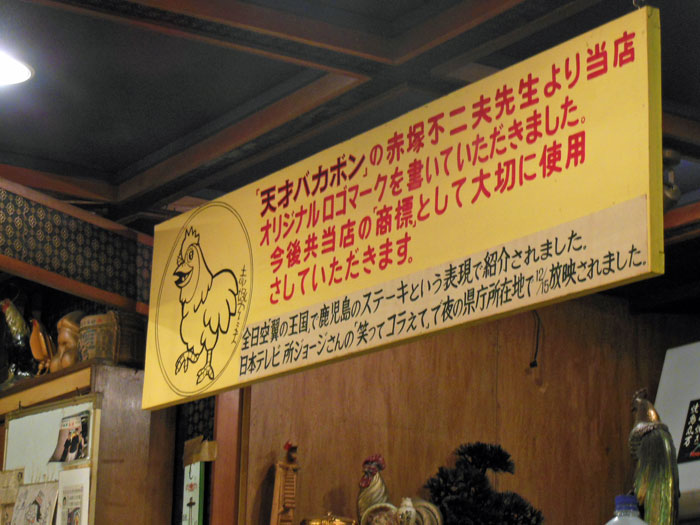 「天才バカボン」の赤塚不二夫先生より当店
オリジナルロゴマークを書いていただきました。
今後共当店の「商標」としして大切に使用
さしていただきます。
全日空「翼の王国」で鹿児島のステーキという表現で紹介されました。
日本テレビ 所ジョージさんの「笑ってコラえて」で夜の県庁所在地で12/16放映されました。